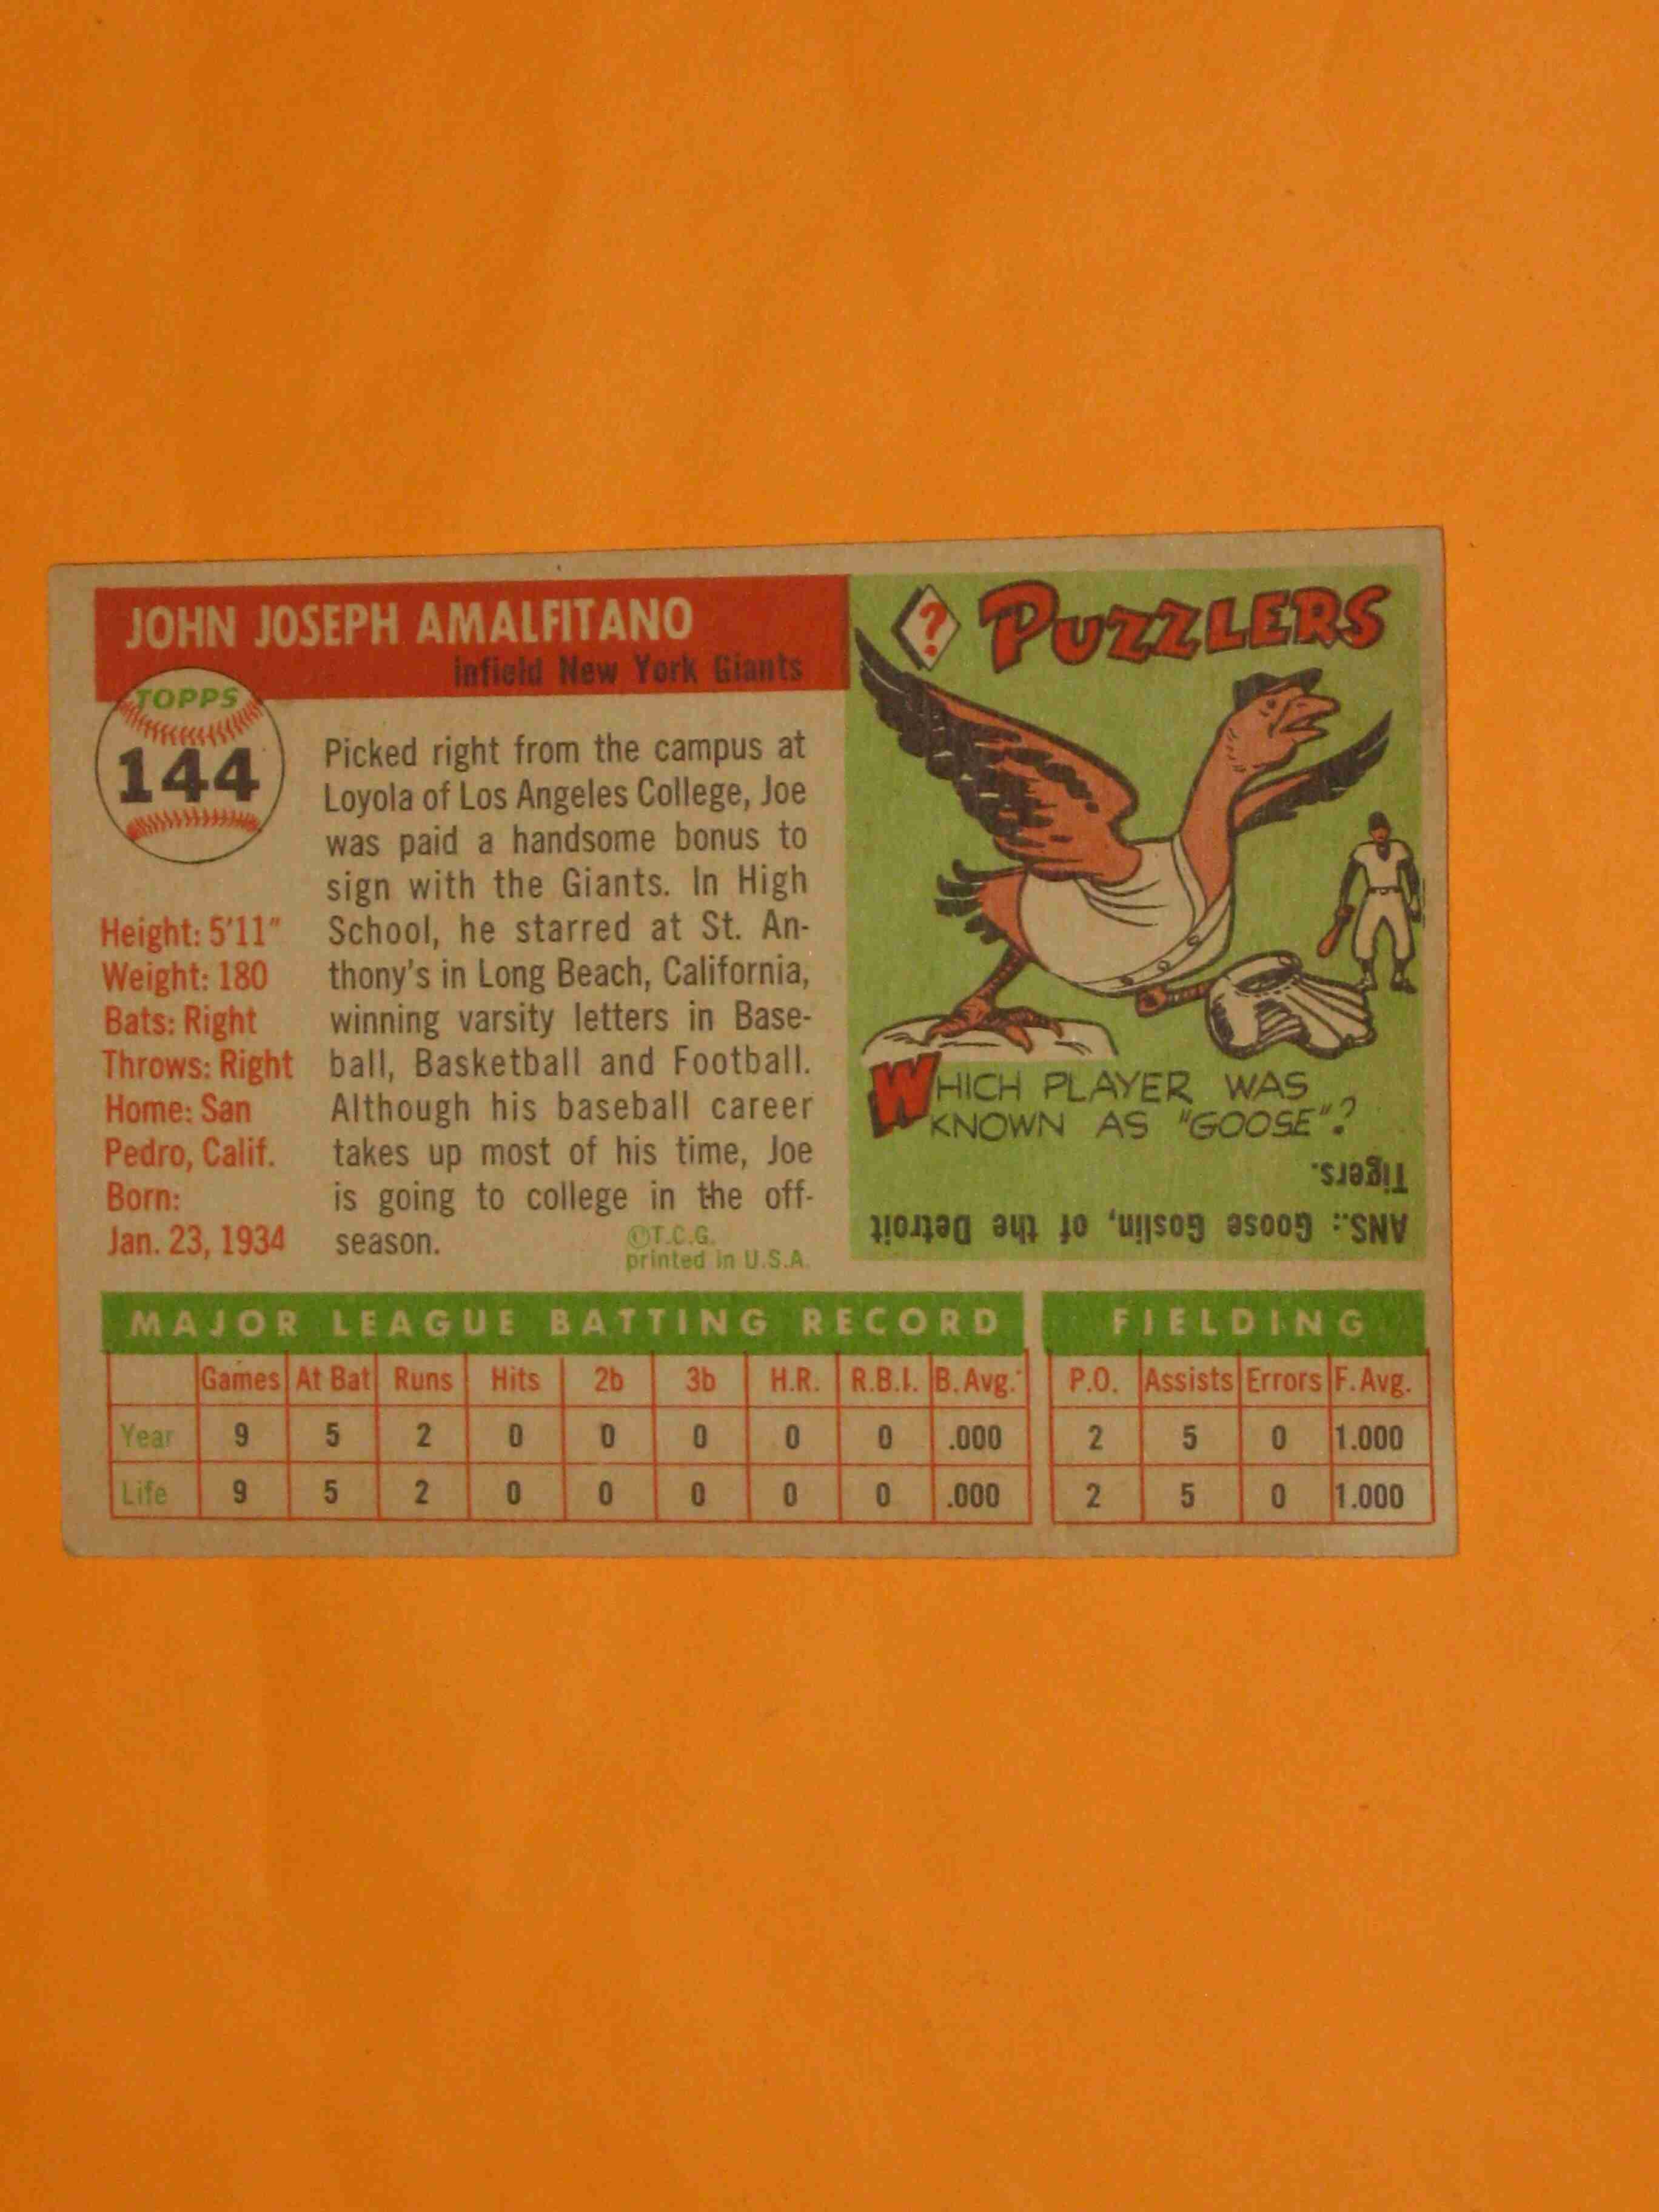 JOHN JOSEPH AMALFITANO
infield New York Giants
TOPPS
144
Height: 5'11"
Weight: 180
Bats: Right
Throws: Right
Home: San
Pedro, Calif.
Born:
Jan. 23, 1934
Picked right from the campus at
Loyola of Los Angeles College, Joe
was paid a handsome bonus to
sign with the Giants. In High
School, he starred at St. An-
thony's in Long Beach, California,
winning varsity letters in Base-
ball, Basketball and Football.
Although his baseball career
takes up most of his time, Joe
is going to college in the off-
season.
©T.C.G.
printed in U.S.A.
? PUZZLERS
WHICH PLAYER WAS
KNOWN AS "GOOSE"?
ANS.: Goose Goslin, of the Detroit
Tigers.
MAJOR LEAGUE BATTING RECORD
Games At Bat Runs Hits 2b 3b H.R. R.B.I. B. Avg.
Year 9 5 2 0 0 0 0 0 .000
Life 9 5 2 0 0 0 0 0 .000
FIELDING
P.O. Assists Errors F. Avg.
2 5 0 1.000
2 5 0 1.000